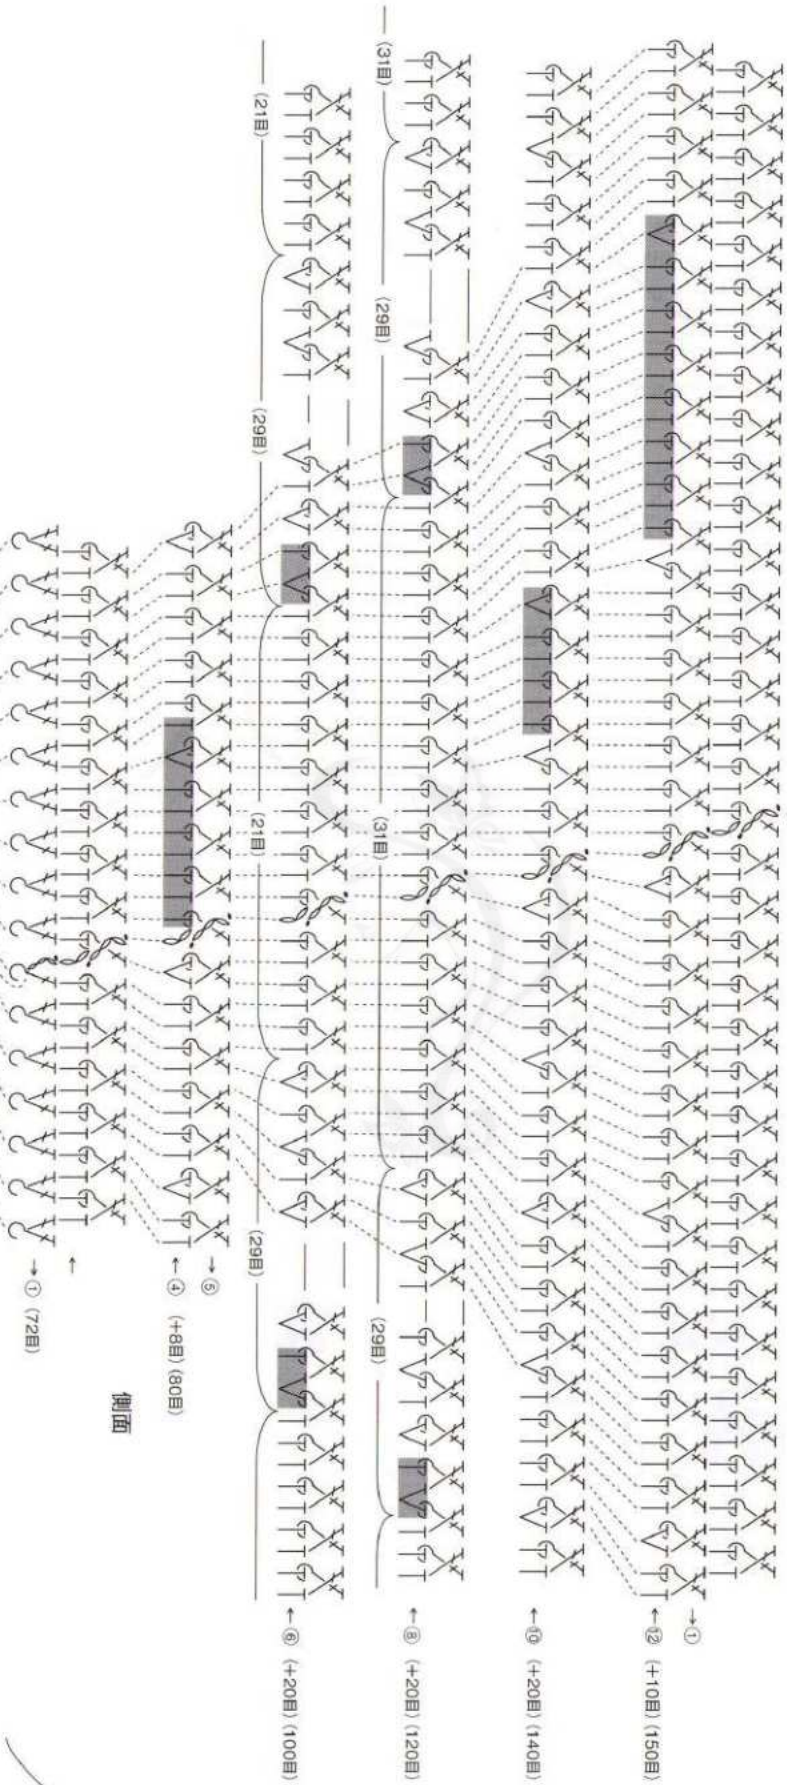 →①
←⑫ (+10目) (150目)
←⑩ (+20目) (140目)
(31目) (29目) (31目) (29目)
←⑧ (+20目) (120目)
(21目) (29目) (21目) (29目)
←⑥ (+20目) (100目)
→⑤
←④ (+8目) (80目)
←
→① (72目)
側面